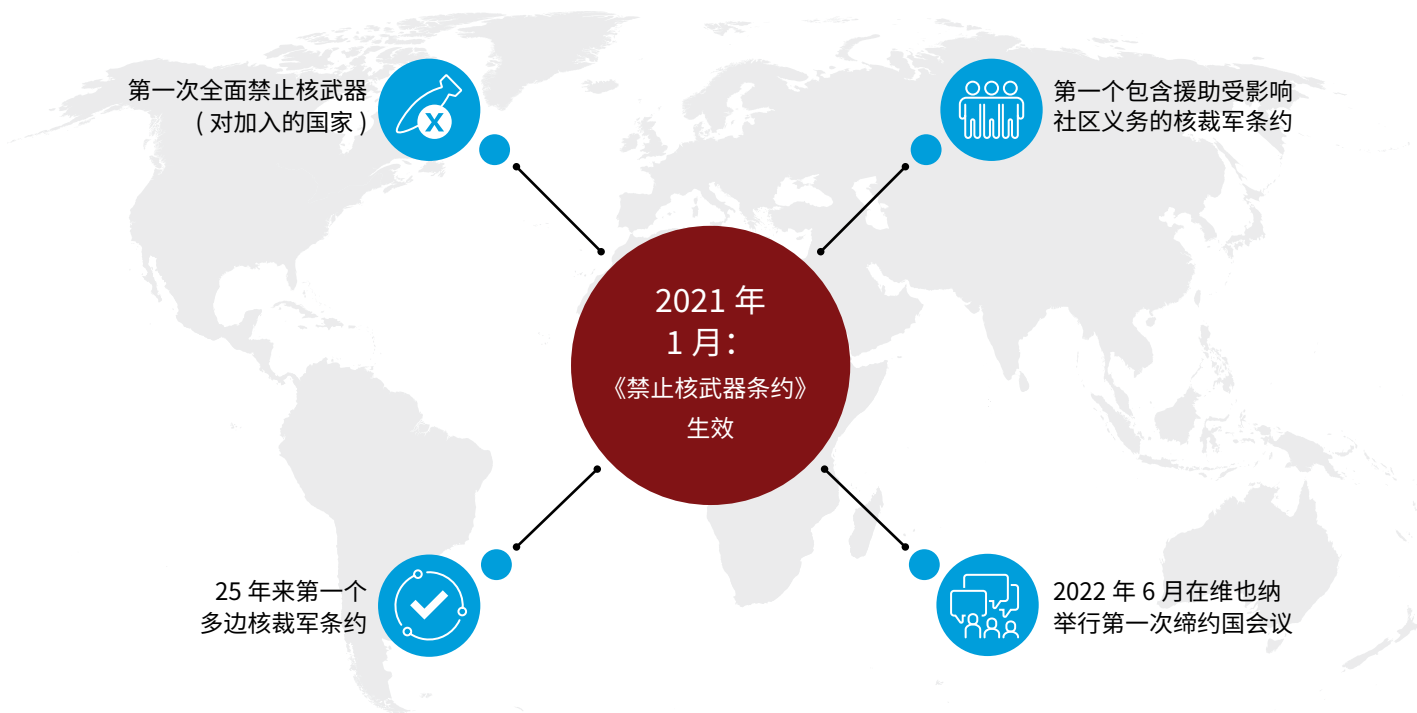 第一次全面禁止核武器
( 对加入的国家 )
X
第一个包含援助受影响
社区义务的核裁军条约
2021 年
1 月：
《禁止核武器条约》
生效
25 年来第一个
多边核裁军条约
2022 年 6 月在维也纳
举行第一次缔约国会议